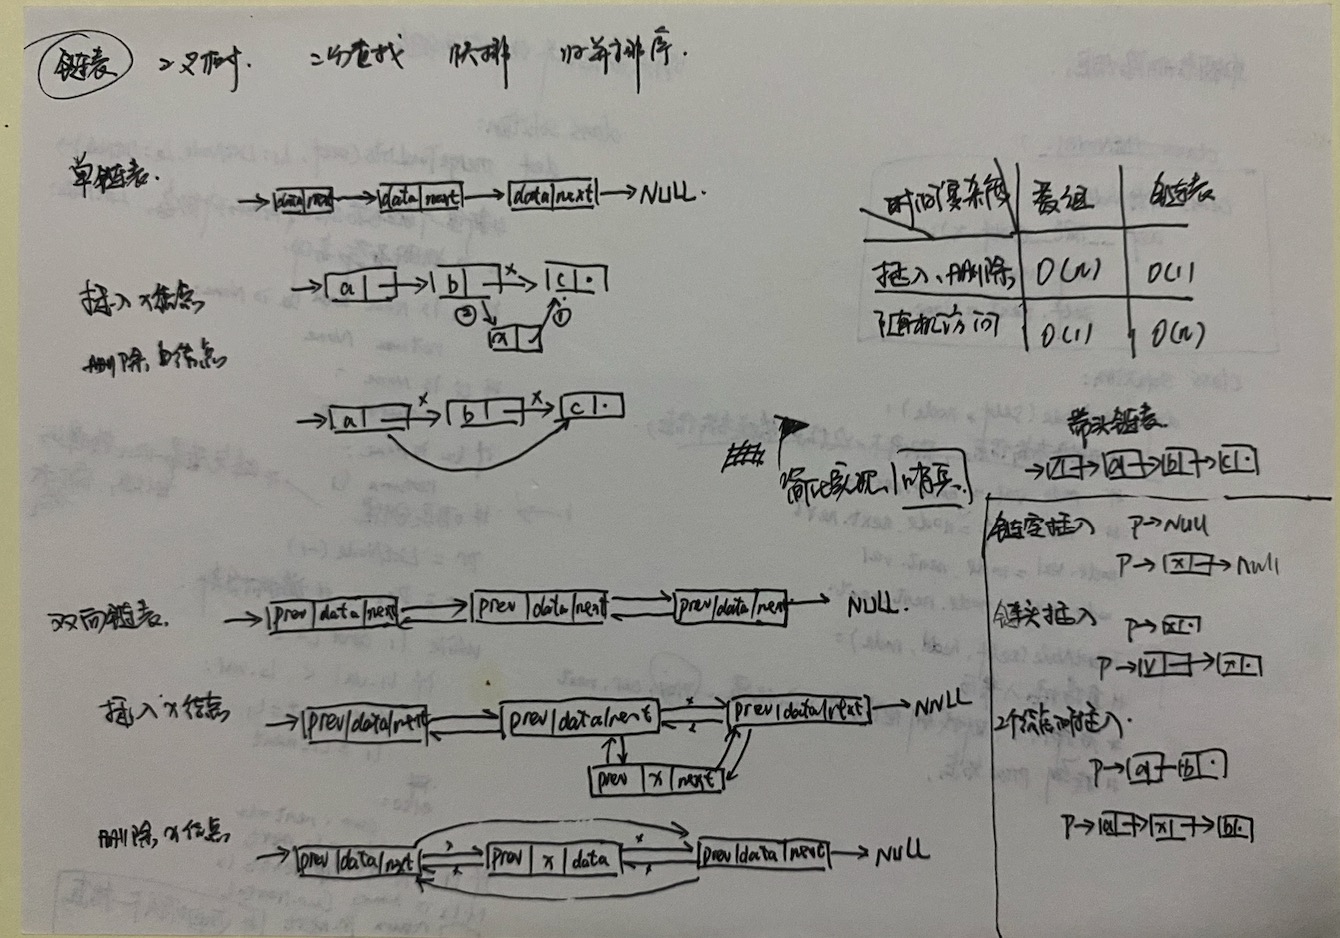 链表 二叉树. 二分查找 快排 归并排序.
单链表.
data|next data|next data|next NULL.
时间复杂度 数组 链表
插入、删除 O(n) O(1)
随机访问 O(1) O(n)
插入x结点
a b x c
② x ①
删除b结点
a x b x c
带头链表.
简化实现、哨兵.
a b c
链空插入 P→NULL
P→ x → NULL
链头插入 P→ x
P→ x
2个结点间插入.
P→ a b
P→ a x b
双向链表.
prev|data|next prev|data|next prev|data|next NULL.
插入x结点
prev|data|next prev|data|next prev|data|next NNLL
prev|x|next
删除x结点
prev|data|next prev|x|data prev|data|next NULL